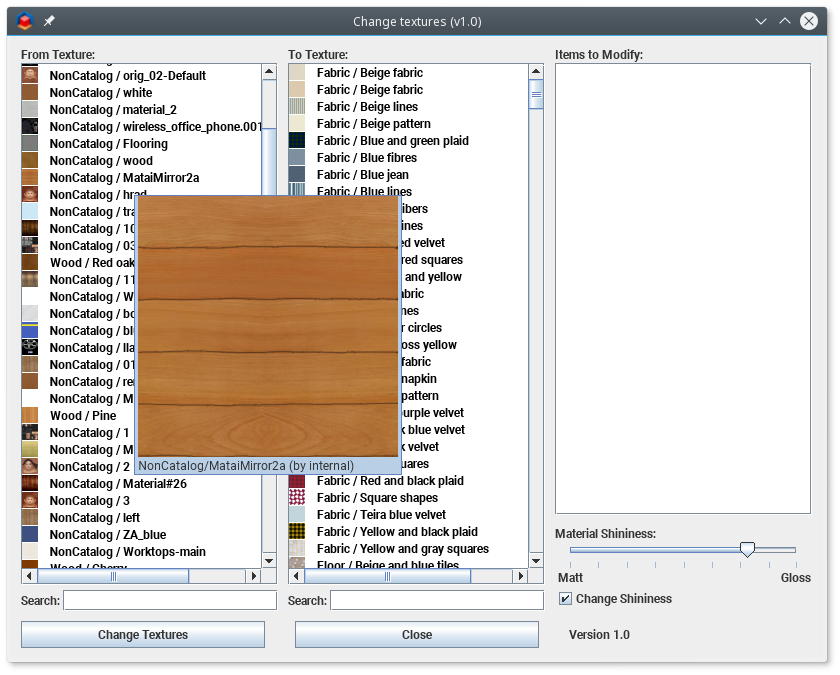 Change textures (v1.0)
From Texture:
NonCatalog / orig_02-Default
NonCatalog / white
NonCatalog / material_2
NonCatalog / wireless_office_phone.001
NonCatalog / Flooring
NonCatalog / wood
NonCatalog / MataiMirror2a
NonCatalog / hrad
NonCatalog / tra
NonCatalog / 10
NonCatalog / 03
Wood / Red oak
NonCatalog / 11
NonCatalog / W
NonCatalog / bo
NonCatalog / blu
NonCatalog / lla
NonCatalog / 01
NonCatalog / re
NonCatalog / M
Wood / Pine
NonCatalog / 1
NonCatalog / M
NonCatalog / 2
NonCatalog / Material#26
NonCatalog / 3
NonCatalog / left
NonCatalog / ZA_blue
NonCatalog / Worktops-main
Wood / Cherry
Search:
Change Textures
NonCatalog/MataiMirror2a (by internal)
To Texture:
Fabric / Beige fabric
Fabric / Beige fabric
Fabric / Beige lines
Fabric / Beige pattern
Fabric / Blue and green plaid
Fabric / Blue fibres
Fabric / Blue jean
Fabric / Blue lines
ibers
ines
ed velvet
red squares
and yellow
abric
nes
r circles
oss yellow
fabric
napkin
pattern
urple velvet
k blue velvet
k velvet
uares
Fabric / Red and black plaid
Fabric / Square shapes
Fabric / Teira blue velvet
Fabric / Yellow and black plaid
Fabric / Yellow and gray squares
Floor / Beige and blue tiles
Search:
Close
Items to Modify:
Material Shininess:
Matt Gloss
Change Shininess
Version 1.0